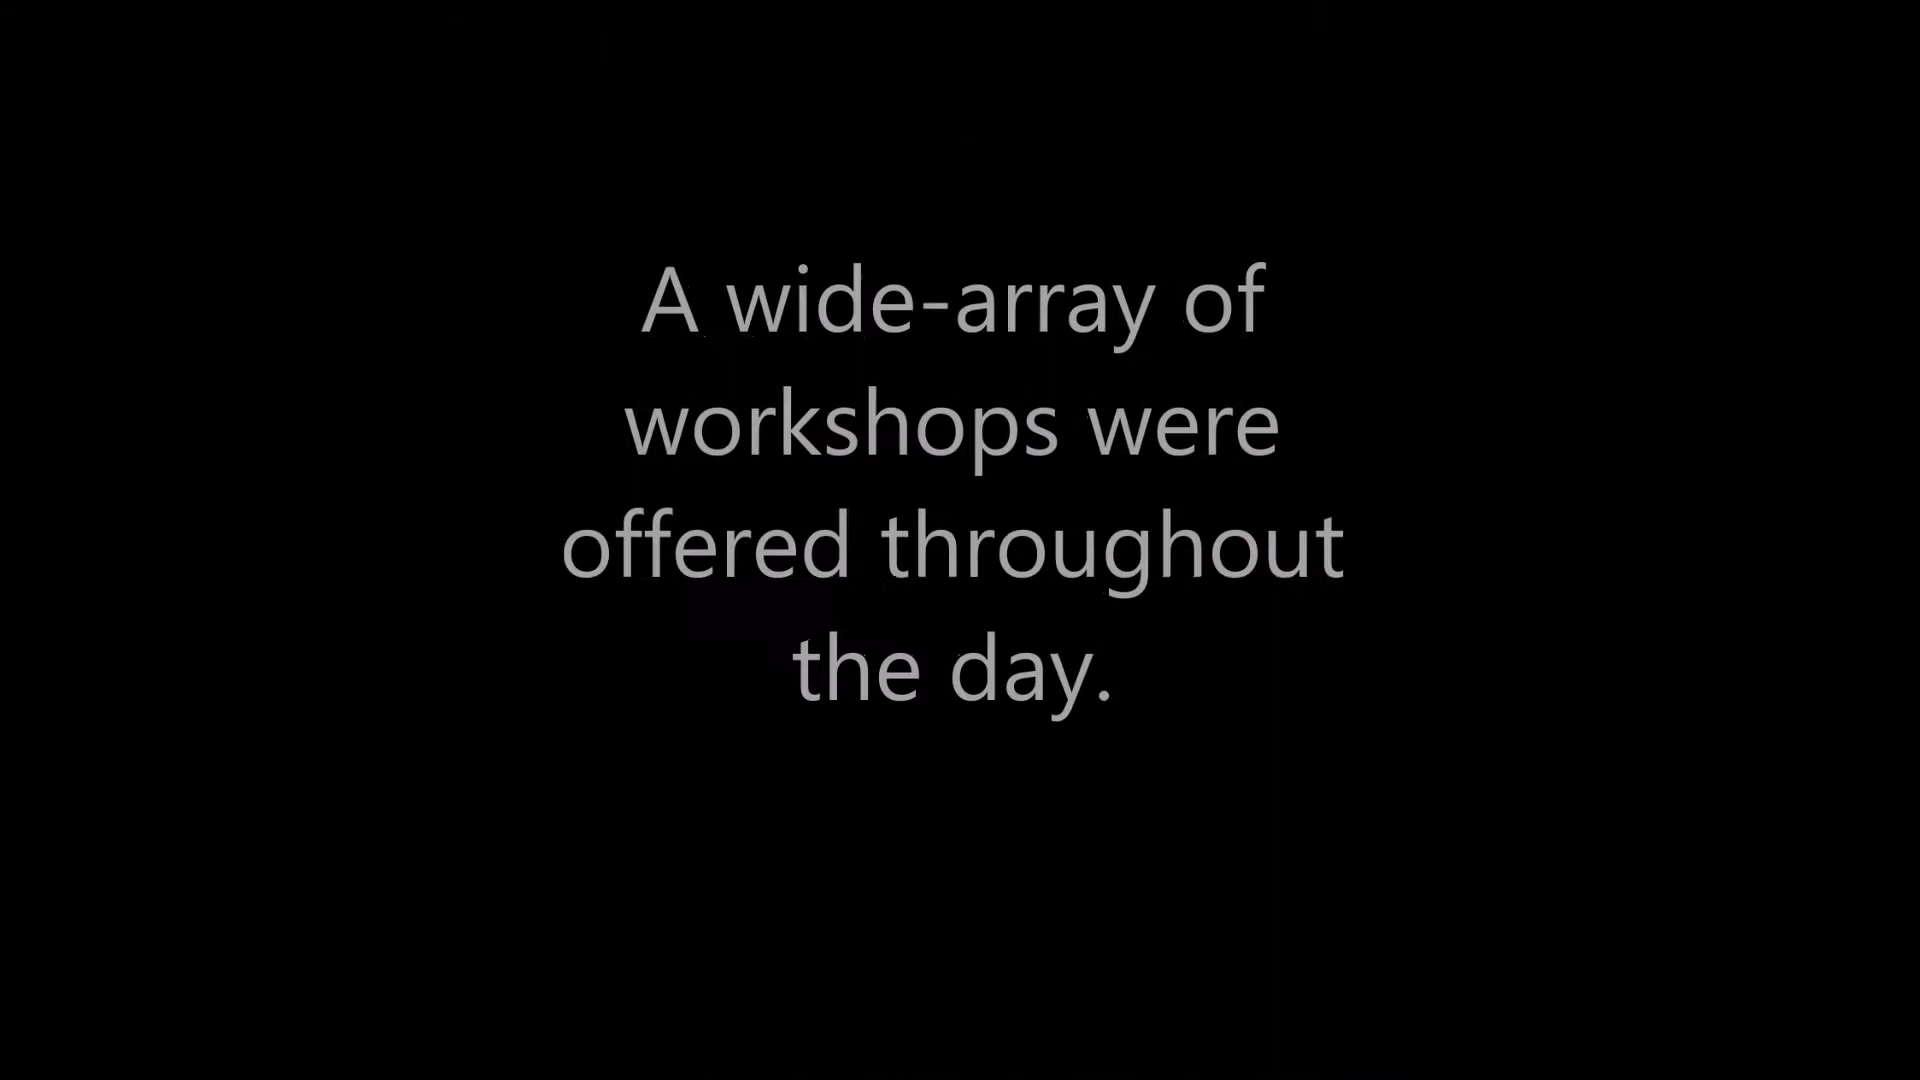 A wide-array of
workshops were
offered throughout
the day.